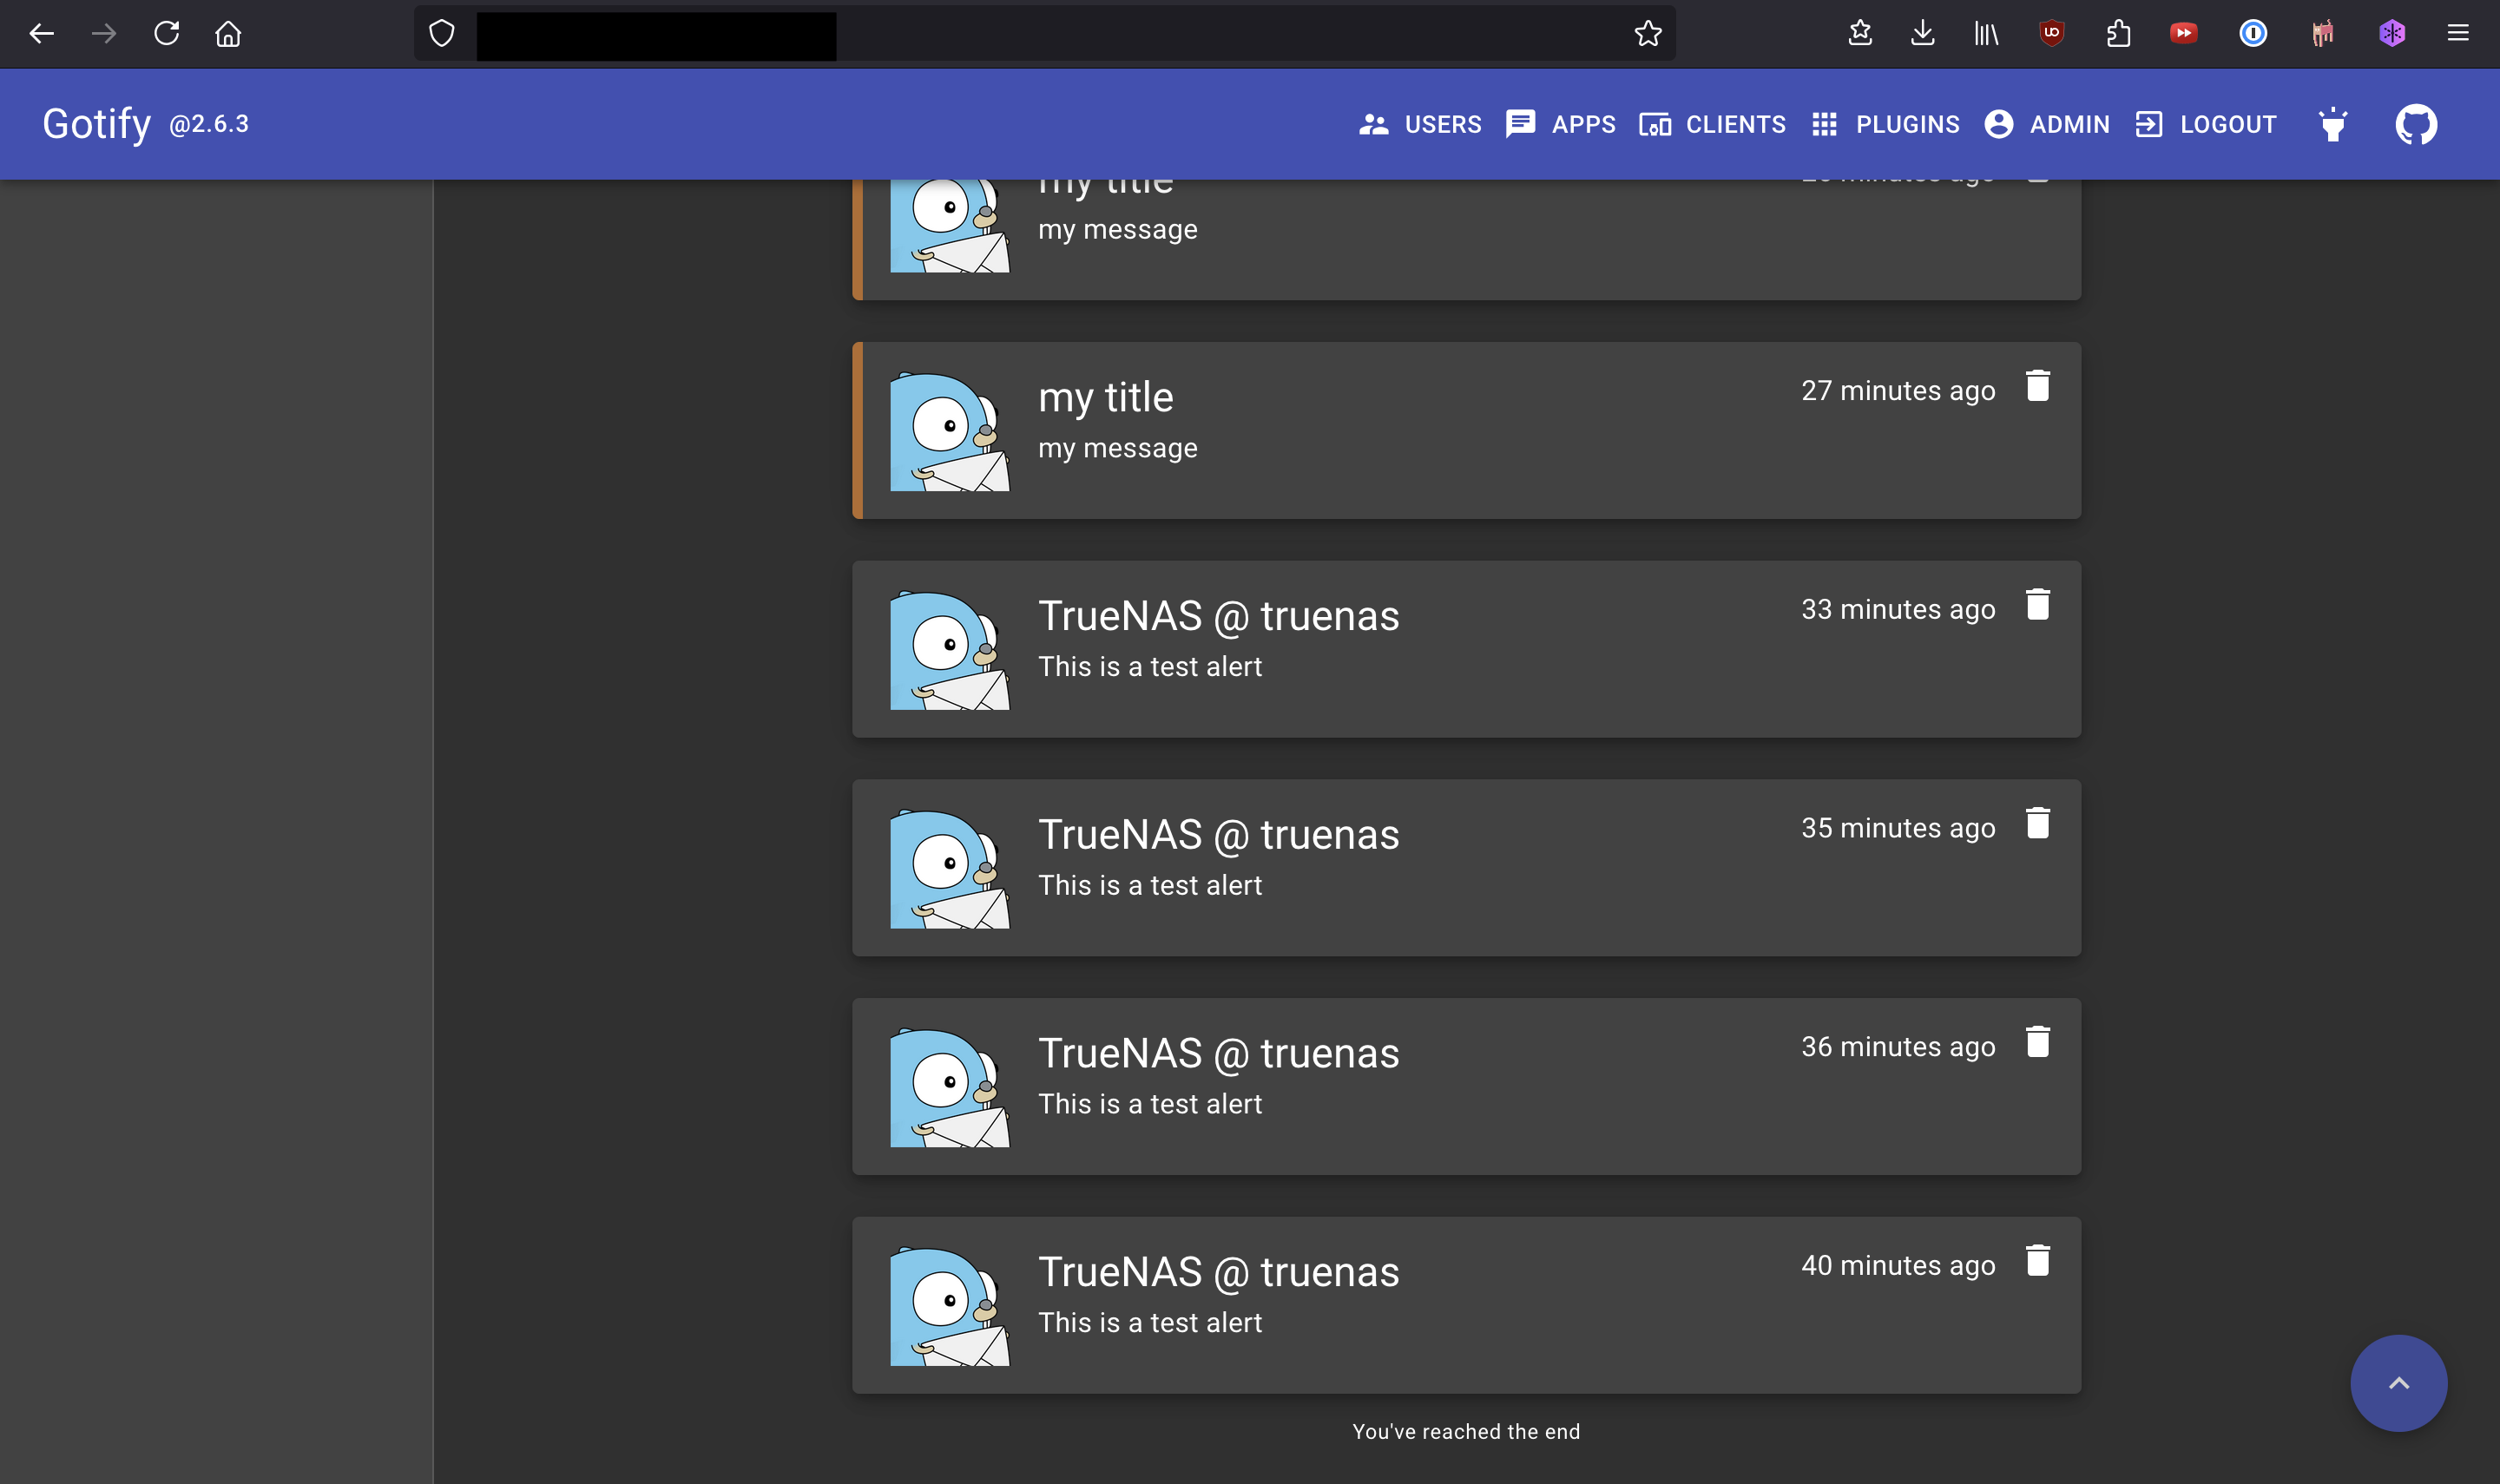 Gotify @2.6.3
USERS APPS CLIENTS PLUGINS ADMIN LOGOUT
my title
my message
my title 27 minutes ago
my message
TrueNAS @ truenas 33 minutes ago
This is a test alert
TrueNAS @ truenas 35 minutes ago
This is a test alert
TrueNAS @ truenas 36 minutes ago
This is a test alert
TrueNAS @ truenas 40 minutes ago
This is a test alert
You've reached the end